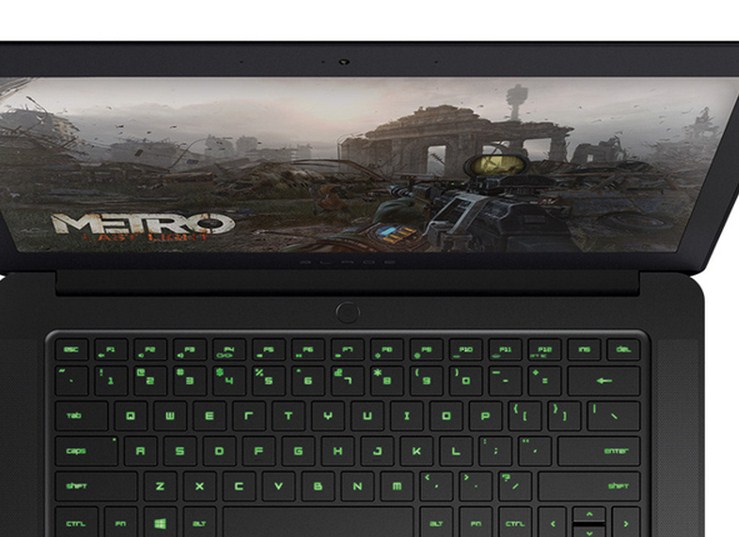 METRO
LAST LIGHT
BLADE
esc F1 F2 F3 F4 F5 F6 F7 F8 F9 F10 F11 F12 ins del
~ ! @ # $ % ^ & * ( ) _ +
` 1 2 3 4 5 6 7 8 9 0 - =
Tab Q W E R T Y U I O P { [ } ] | \
caps A S D F G H J K L : ; " ' enter
shift Z X C V B N M < , > . ? / shift
CTRL Fn ALT ALT Fn CTRL